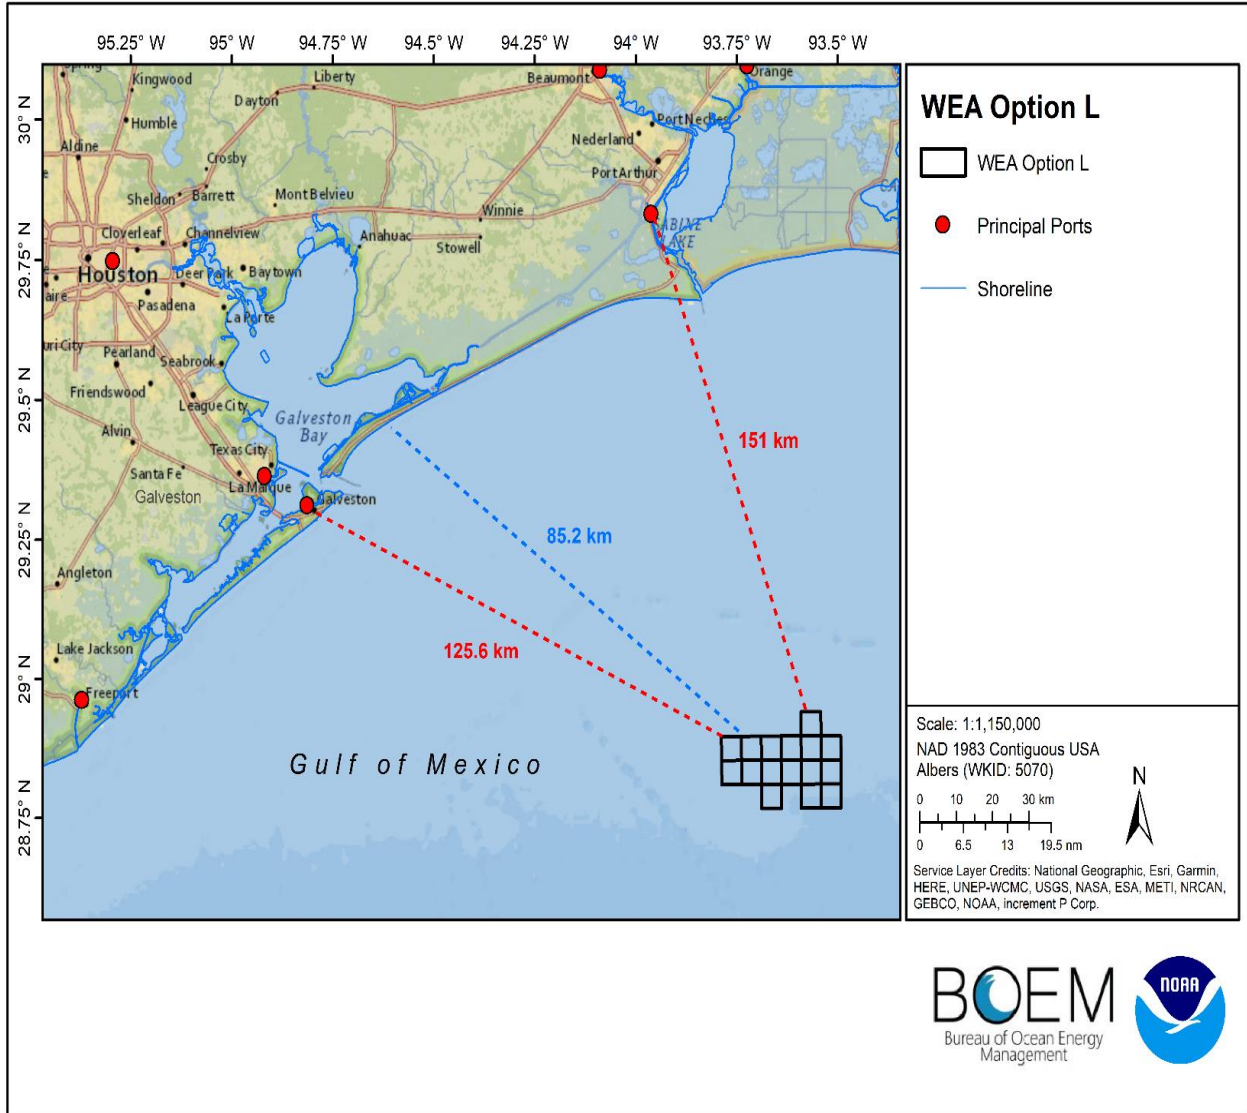 95.25° W 95° W 94.75° W 94.5° W 94.25° W 94° W 93.75° W 93.5° W
30° N
29.75° N
29.5° N
29.25° N
29° N
28.75° N
Kingwood
Liberty
Beaumont
Orange
Dayton
Humble
Port Neches
Nederland
Aldine
Crosby
Port Arthur
Sheldon
Barrett
Mont Belvieu
Winnie
Cloverleaf
Channelview
Anahuac
Stowell
SABINE
LAKE
Houston
Deer Park
Baytown
Pasadena
La Porte
Pearland
Seabrook
Friendswood
League City
Galveston
Bay
Alvin
Texas City
Santa Fe
La Marque
Galveston
Galveston
Angleton
Lake Jackson
Freeport
151 km
85.2 km
125.6 km
Gulf of Mexico
WEA Option L
WEA Option L
Principal Ports
Shoreline
Scale: 1:1,150,000
NAD 1983 Contiguous USA
Albers (WKID: 5070)
N
0 10 20 30 km
0 6.5 13 19.5 nm
Service Layer Credits: National Geographic, Esri, Garmin,
HERE, UNEP-WCMC, USGS, NASA, ESA, METI, NRCAN,
GEBCO, NOAA, increment P Corp.
BOEM
Bureau of Ocean Energy
Management
NOAA